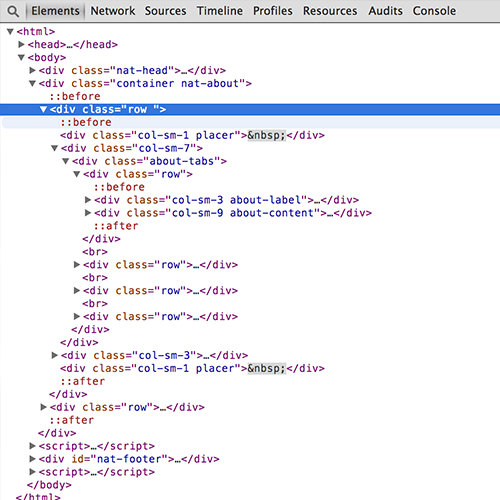 Elements Network Sources Timeline Profiles Resources Audits Console
<html>
<head>…</head>
<body>
<div class="nat-head">…</div>
<div class="container nat-about">
::before
<div class="row ">
::before
<div class="col-sm-1 placer">&nbsp;</div>
<div class="col-sm-7">
<div class="about-tabs">
<div class="row">
::before
<div class="col-sm-3 about-label">…</div>
<div class="col-sm-9 about-content">…</div>
::after
</div>
<br>
<div class="row">…</div>
<br>
<div class="row">…</div>
<br>
<div class="row">…</div>
</div>
</div>
<div class="col-sm-3">…</div>
<div class="col-sm-1 placer">&nbsp;</div>
::after
</div>
<div class="row">…</div>
::after
</div>
<script>…</script>
<div id="nat-footer">…</div>
<script>…</script>
</body>
</html>